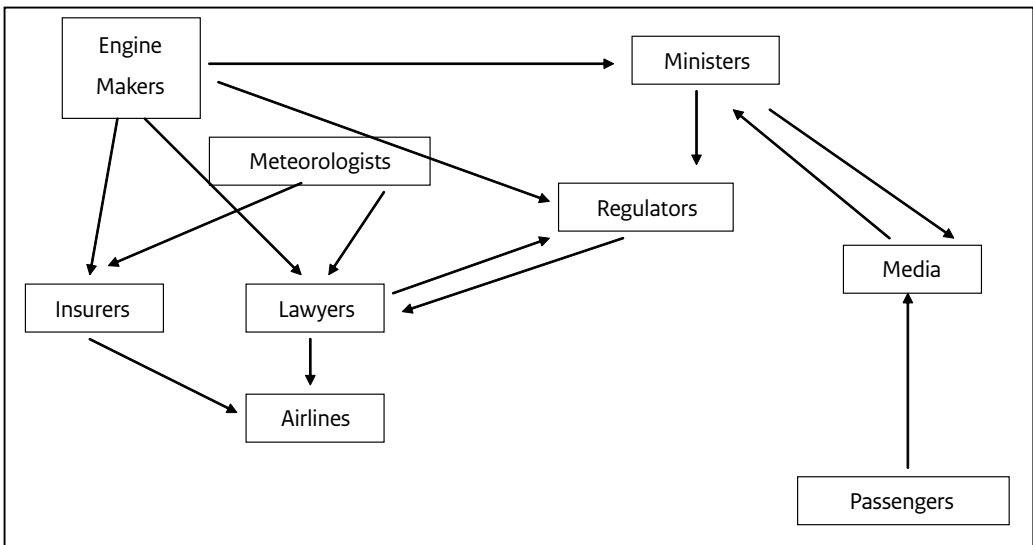 Engine
Makers
Ministers
Meteorologists
Regulators
Media
Insurers
Lawyers
Airlines
Passengers